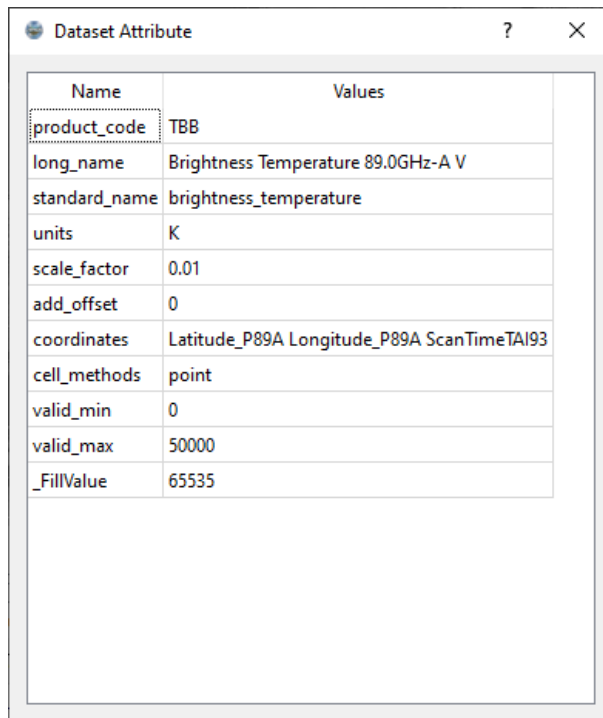 Dataset Attribute ?
Name Values
product_code TBB
long_name Brightness Temperature 89.0GHz-A V
standard_name brightness_temperature
units K
scale_factor 0.01
add_offset 0
coordinates Latitude_P89A Longitude_P89A ScanTimeTAI93
cell_methods point
valid_min 0
valid_max 50000
_FillValue 65535